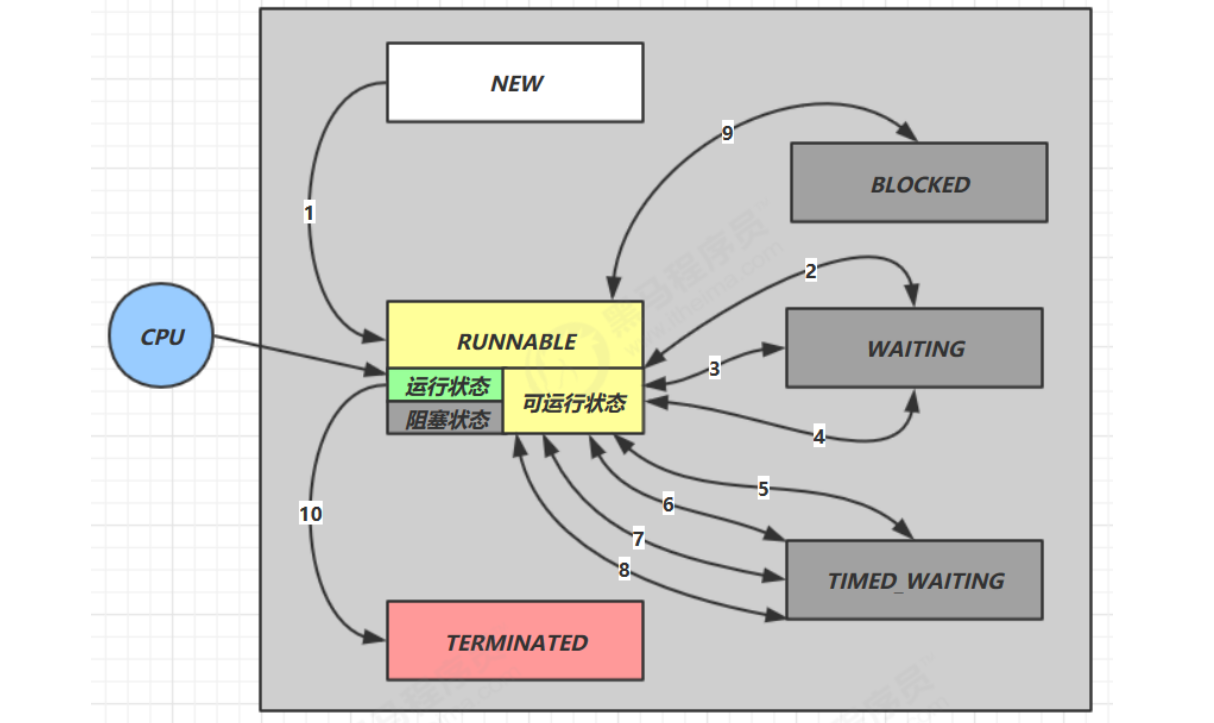 NEW
9
BLOCKED
1
2
CPU
RUNNABLE
WAITING
3
运行状态
可运行状态
阻塞状态
4
5
6
10
7
8
TIMED_WAITING
TERMINATED
黑马程序员
www.itheima.com